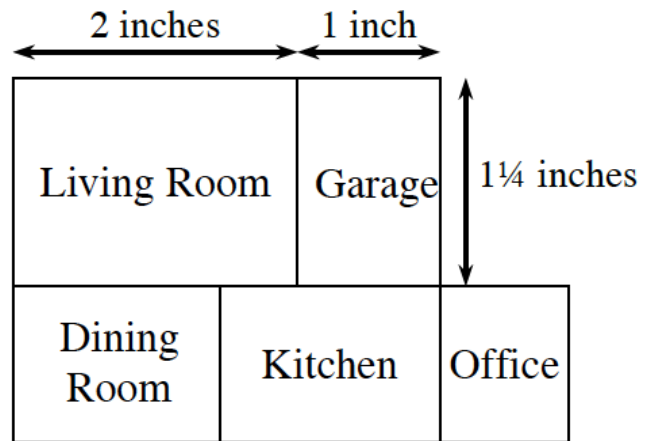 2 inches 1 inch
Living Room Garage 1¼ inches
Dining
Room
Kitchen Office